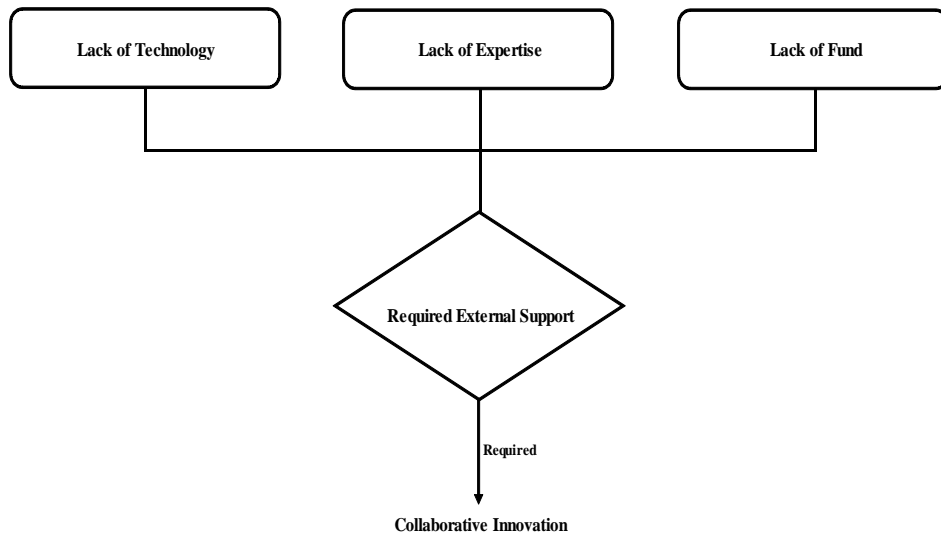 Lack of Technology
Lack of Expertise
Lack of Fund
Required External Support
Required
Collaborative Innovation